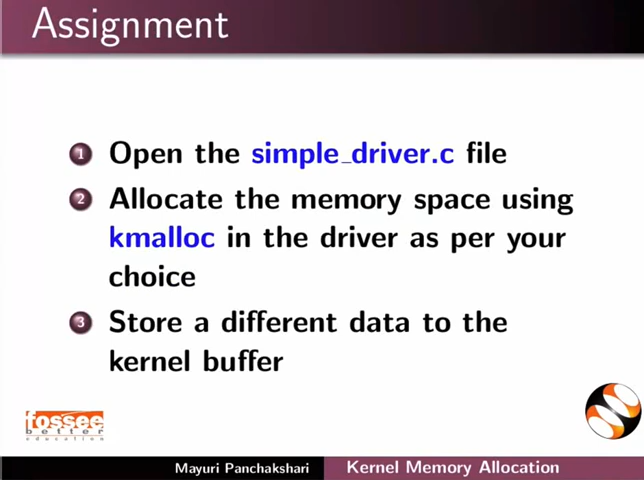 Assignment
1 Open the simple_driver.c file
2 Allocate the memory space using
kmalloc in the driver as per your
choice
3 Store a different data to the
kernel buffer
fossee
better
education
Mayuri Panchakshari Kernel Memory Allocation